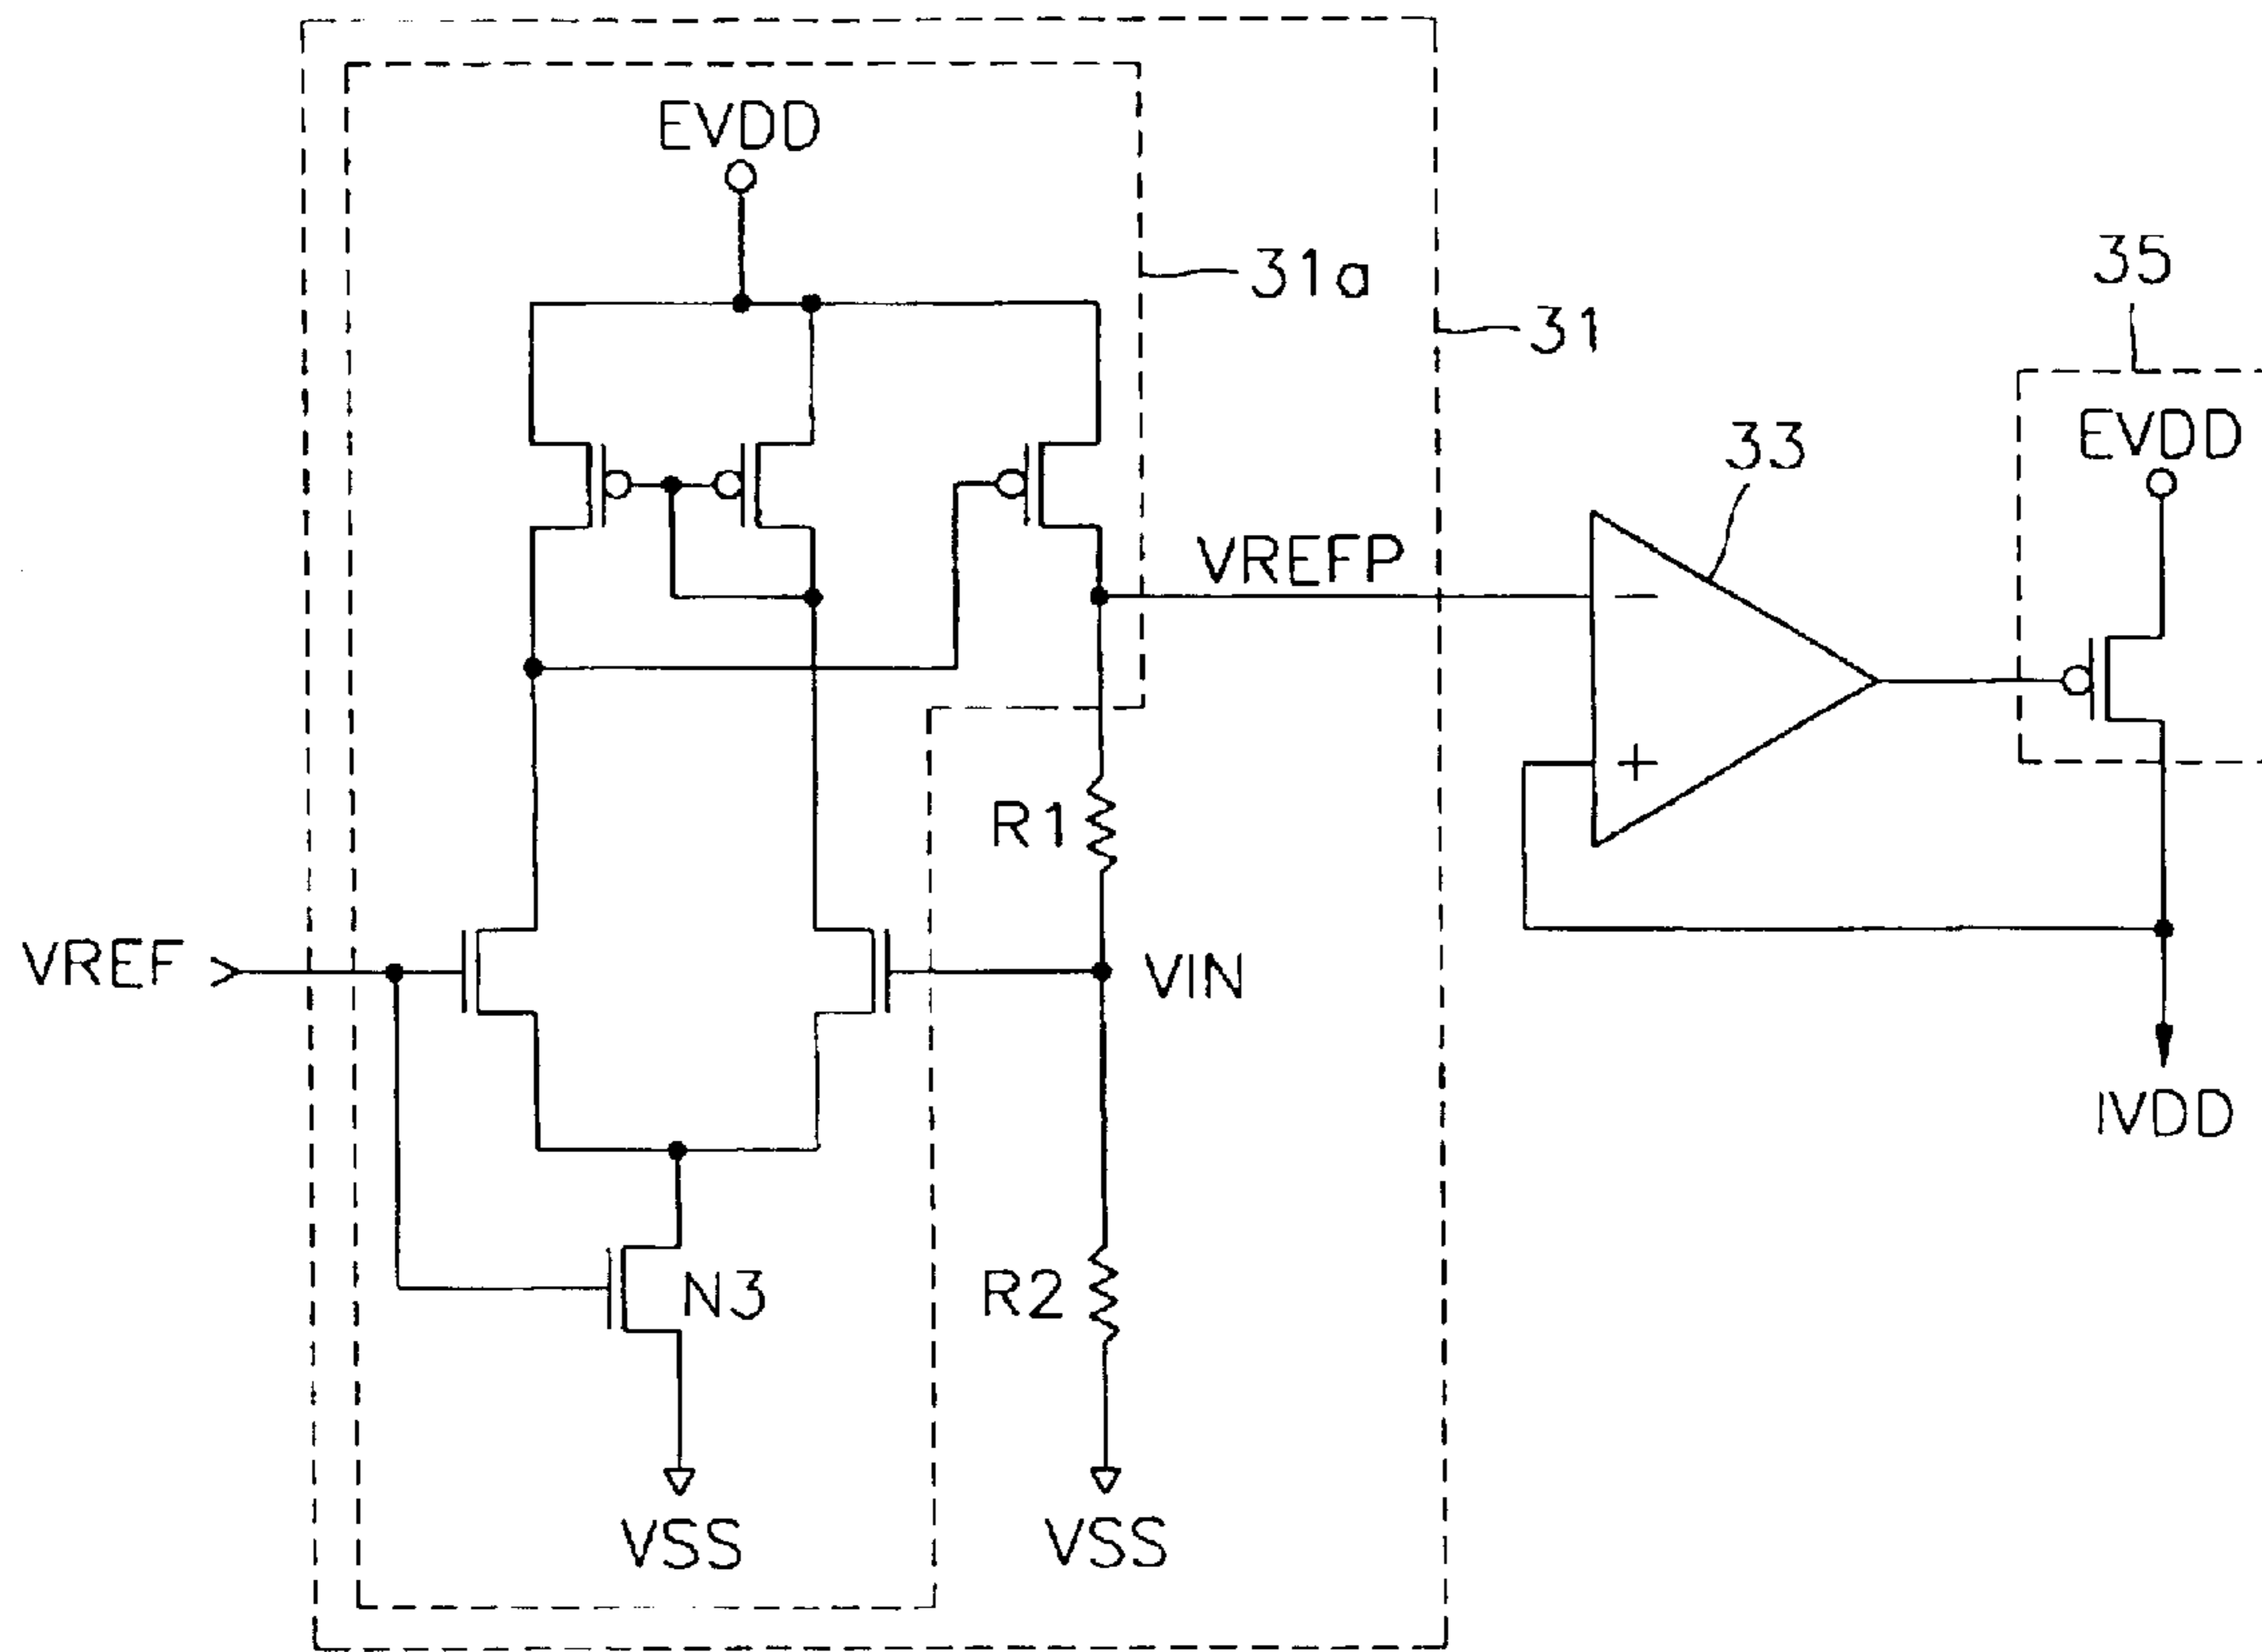 EVDD
31a
31
35
EVDD
33
VREFP
−
+
R1
VREF
VIN
IVDD
N3
R2
VSS
VSS